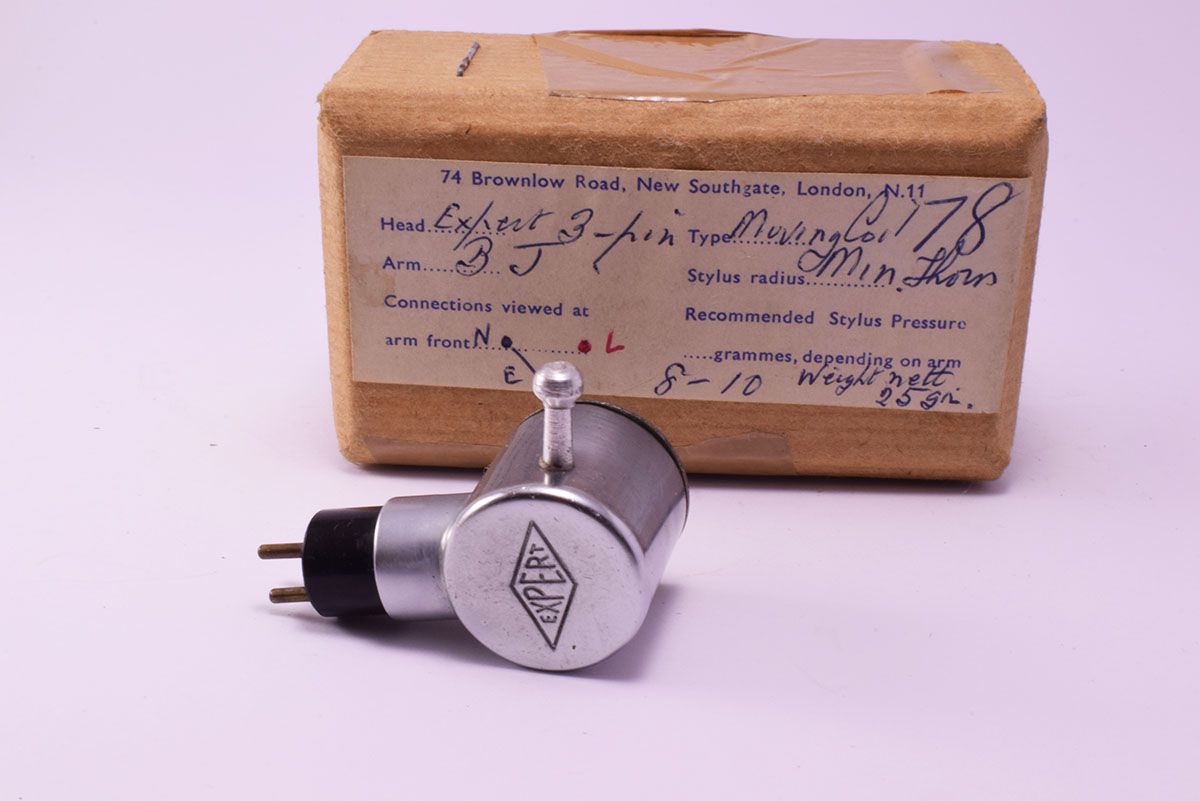 74 Brownlow Road, New Southgate, London, N.11
Head..Expert 3-pin Type..Moving Coil 78
Arm.....B J Stylus radius..Min. Thorn
Connections viewed at Recommended Stylus Pressure
arm front..N............L .....grammes, depending on arm
E 8-10 Weight nett
25 gm.
EXPERT